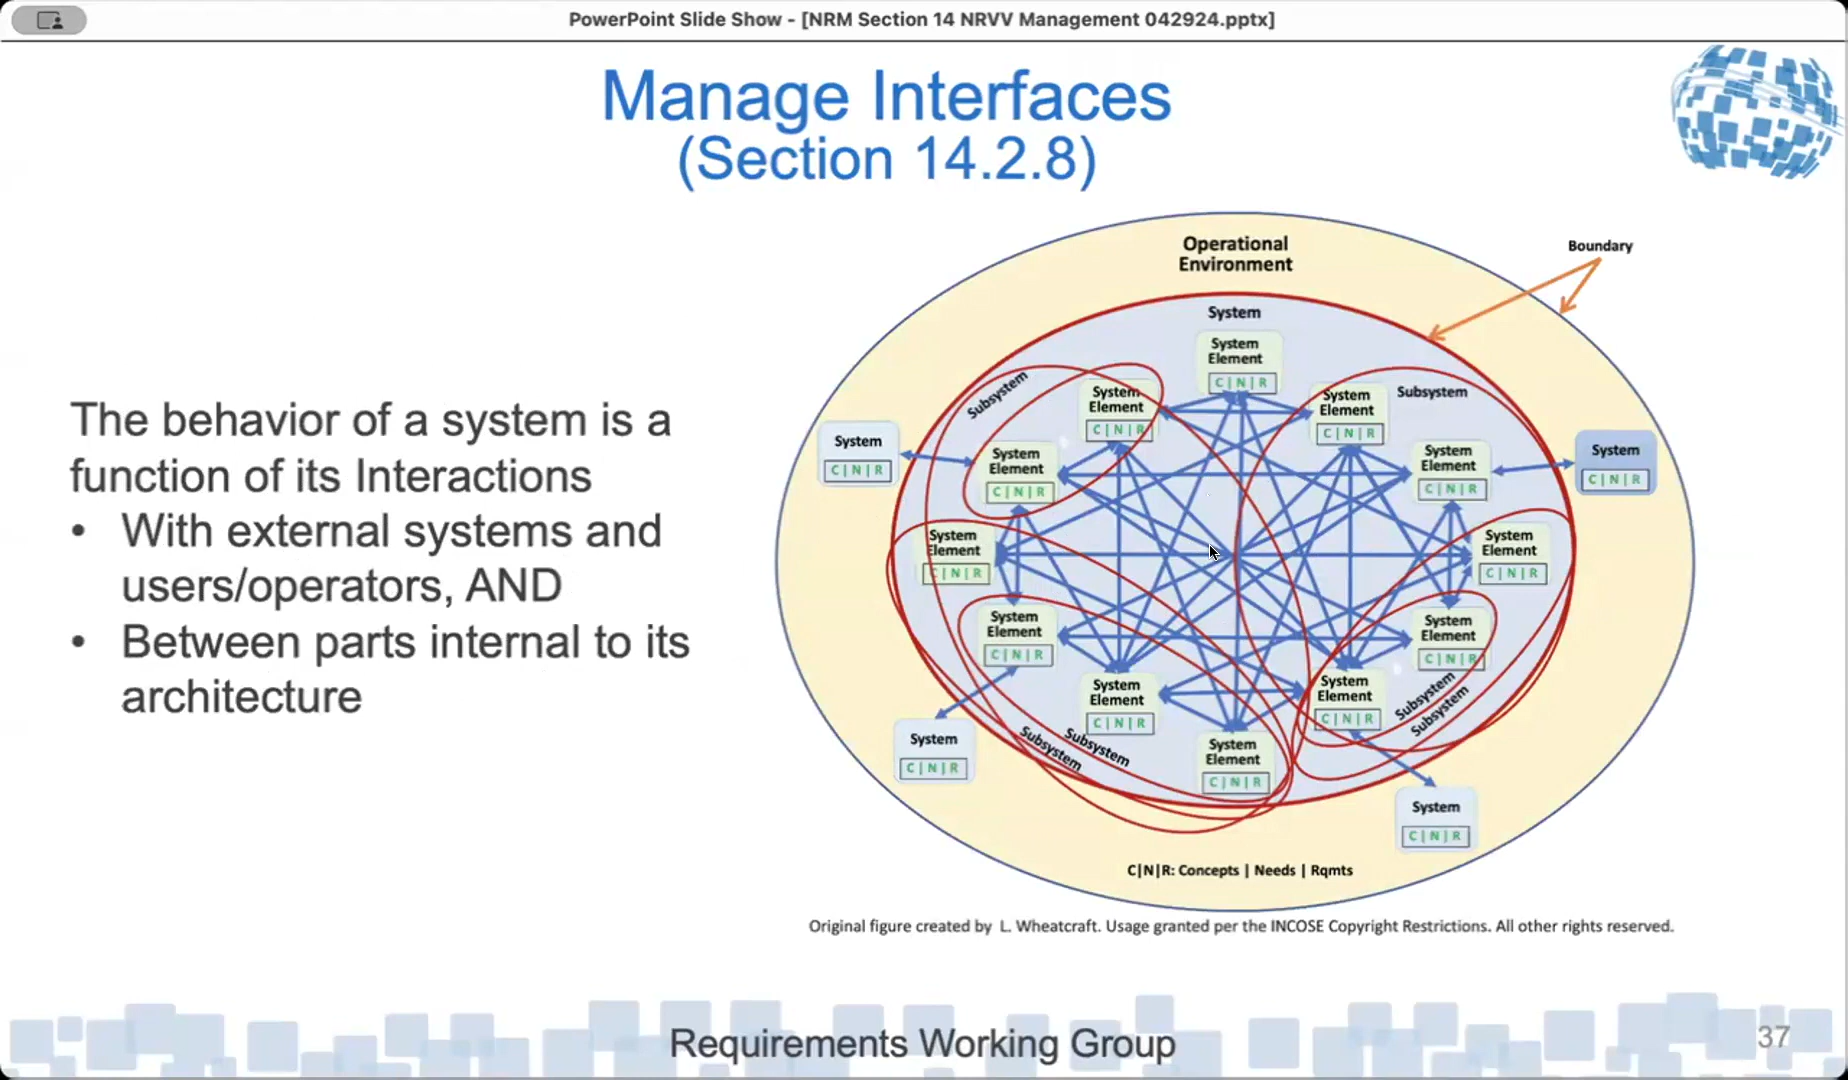 PowerPoint Slide Show - [NRM Section 14 NRVV Management 042924.pptx]
Manage Interfaces
(Section 14.2.8)
The behavior of a system is a
function of its Interactions
• With external systems and
users/operators, AND
• Between parts internal to its
architecture
Operational
Environment
Boundary
System
System
Element
C|N|R
Subsystem
System
Element
C|N|R
System
Element
C|N|R
Subsystem
System
C|N|R
System
Element
C|N|R
System
Element
C|N|R
System
C|N|R
System
Element
C|N|R
System
Element
C|N|R
System
Element
C|N|R
System
Element
C|N|R
System
Element
C|N|R
System
Element
C|N|R
Subsystem
Subsystem
Subsystem
Subsystem
System
Element
C|N|R
System
C|N|R
System
C|N|R
C|N|R: Concepts | Needs | Rqmts
Original figure created by L. Wheatcraft. Usage granted per the INCOSE Copyright Restrictions. All other rights reserved.
Requirements Working Group
37